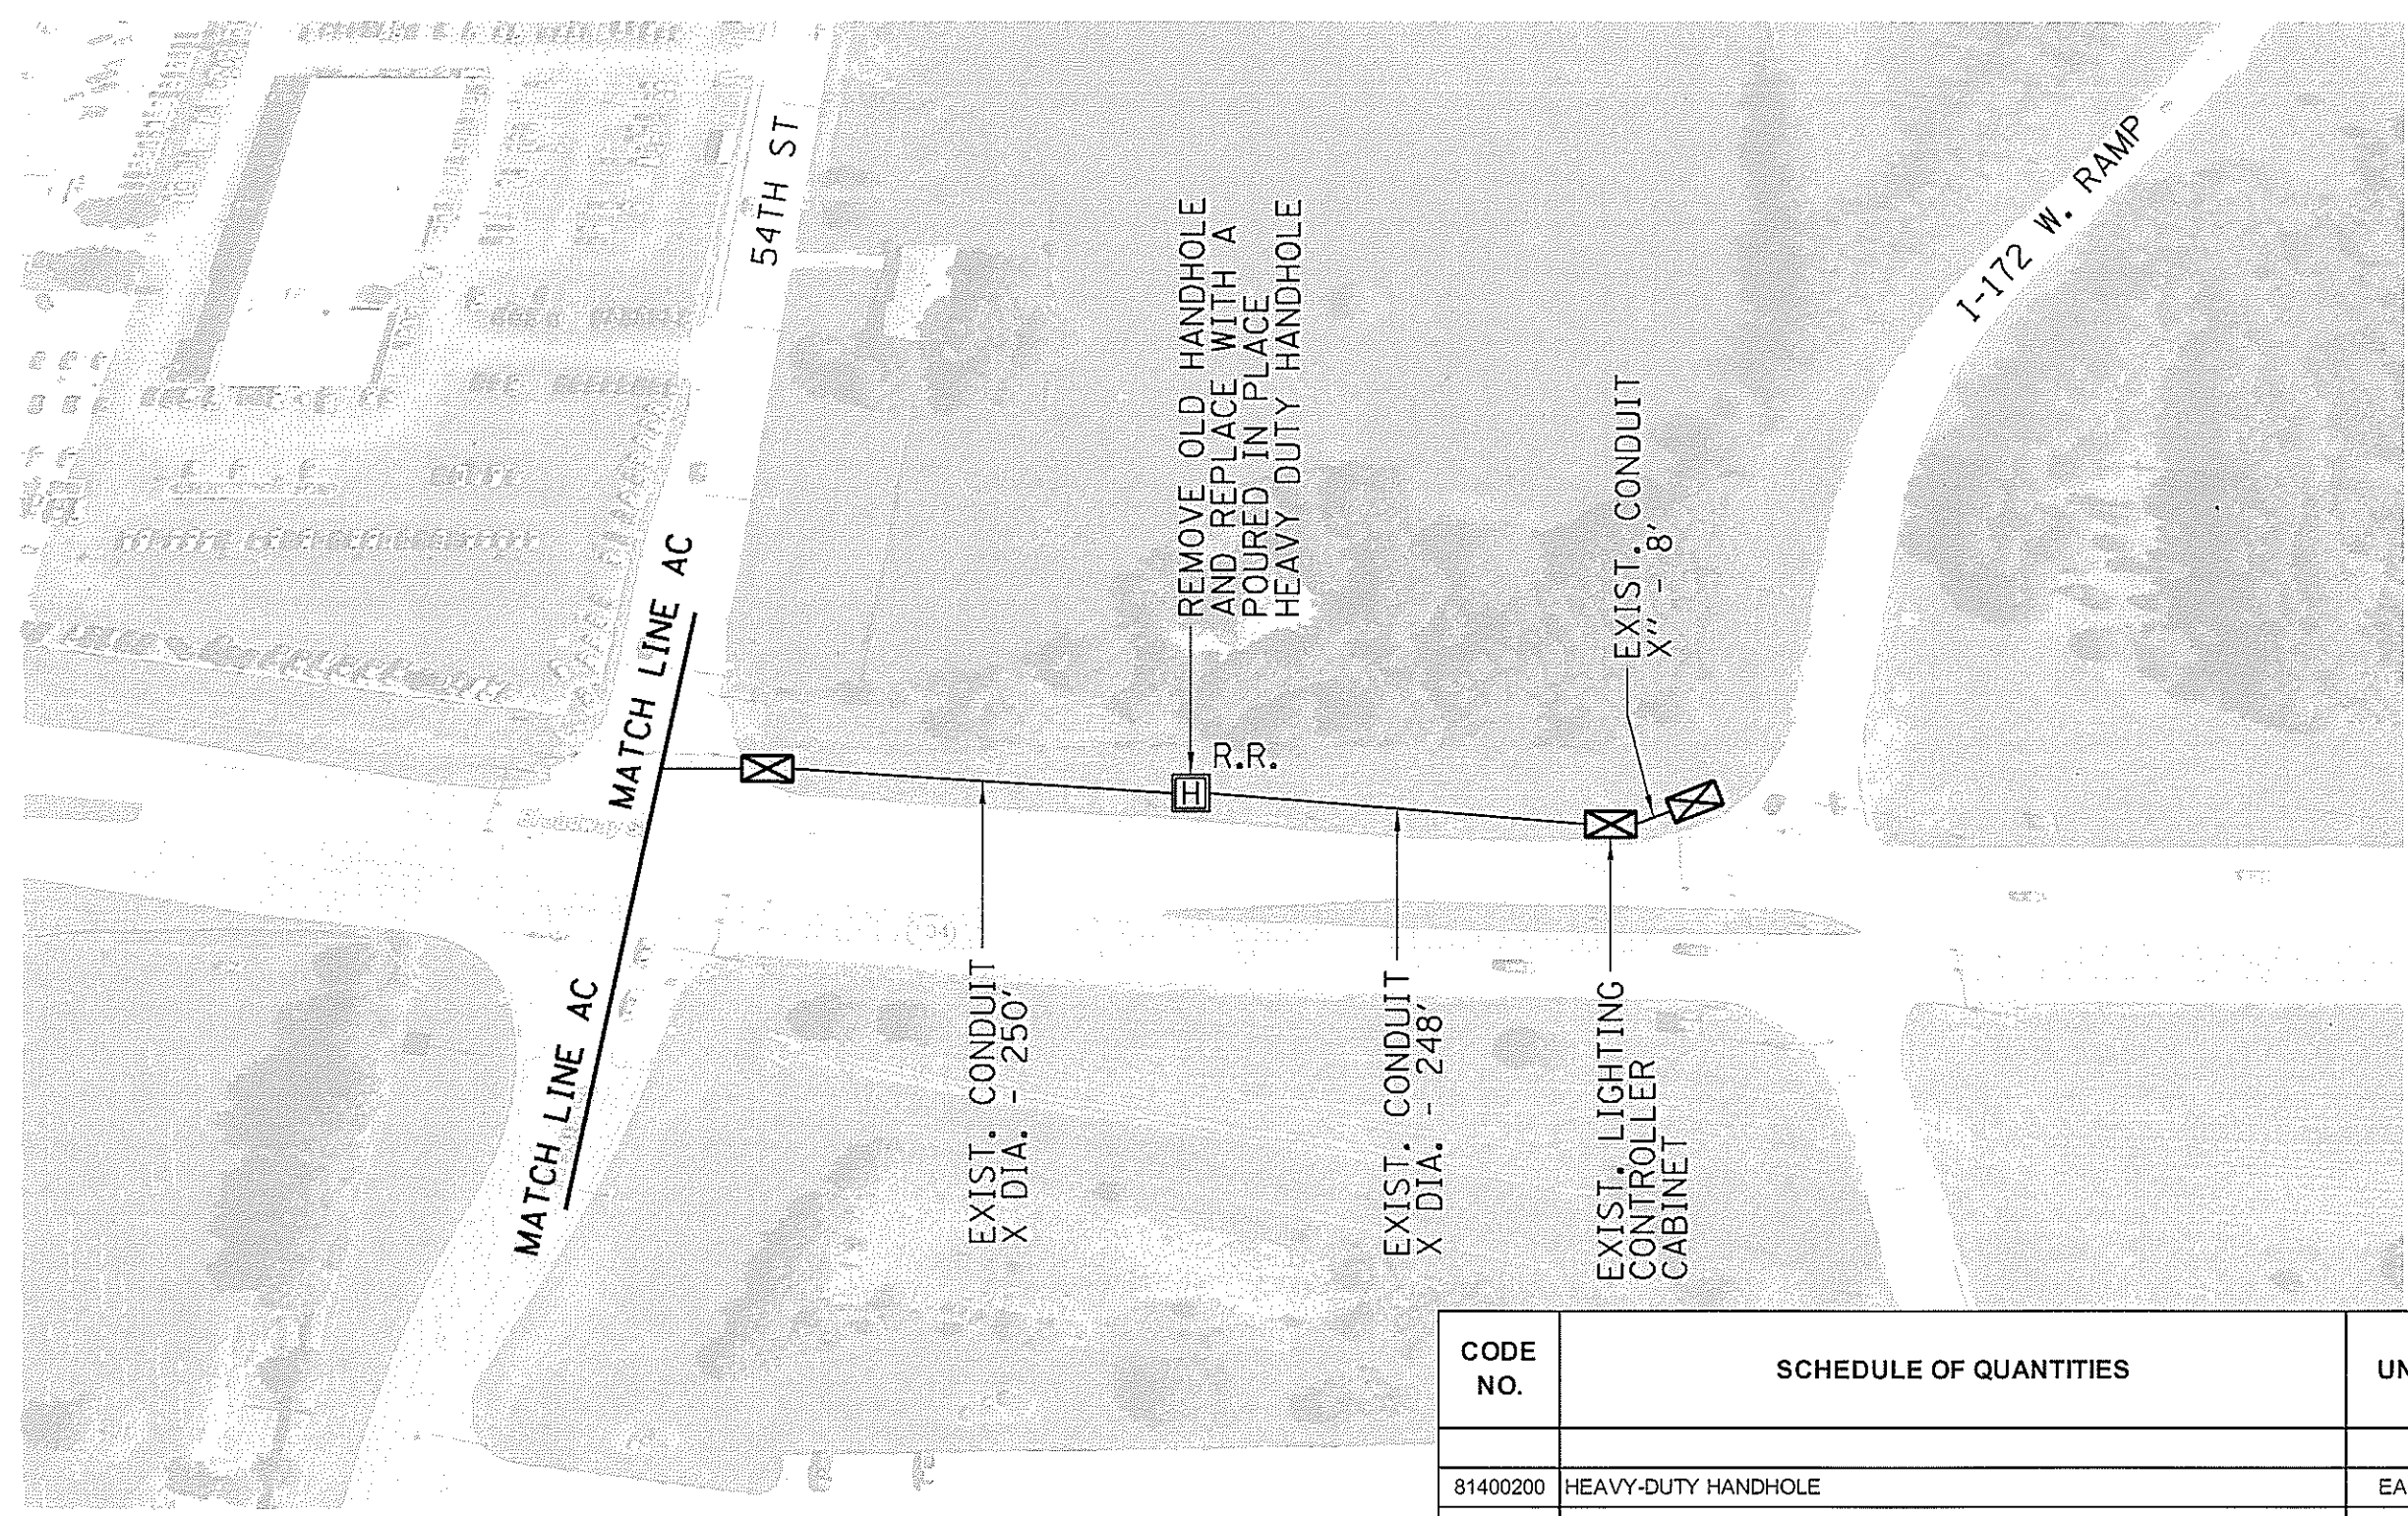 54TH ST
I-172 W. RAMP
REMOVE OLD HANDHOLE
AND REPLACE WITH A
POURED IN PLACE
HEAVY DUTY HANDHOLE
EXIST. CONDUIT
X'' - 8'
MATCH LINE AC
R.R.
H
MATCH LINE AC
EXIST. CONDUIT
X DIA. - 250'
EXIST. CONDUIT
X DIA. - 248'
EXIST. LIGHTING
CONTROLLER
CABINET
CODE
NO.
SCHEDULE OF QUANTITIES
UN
81400200 HEAVY-DUTY HANDHOLE EA